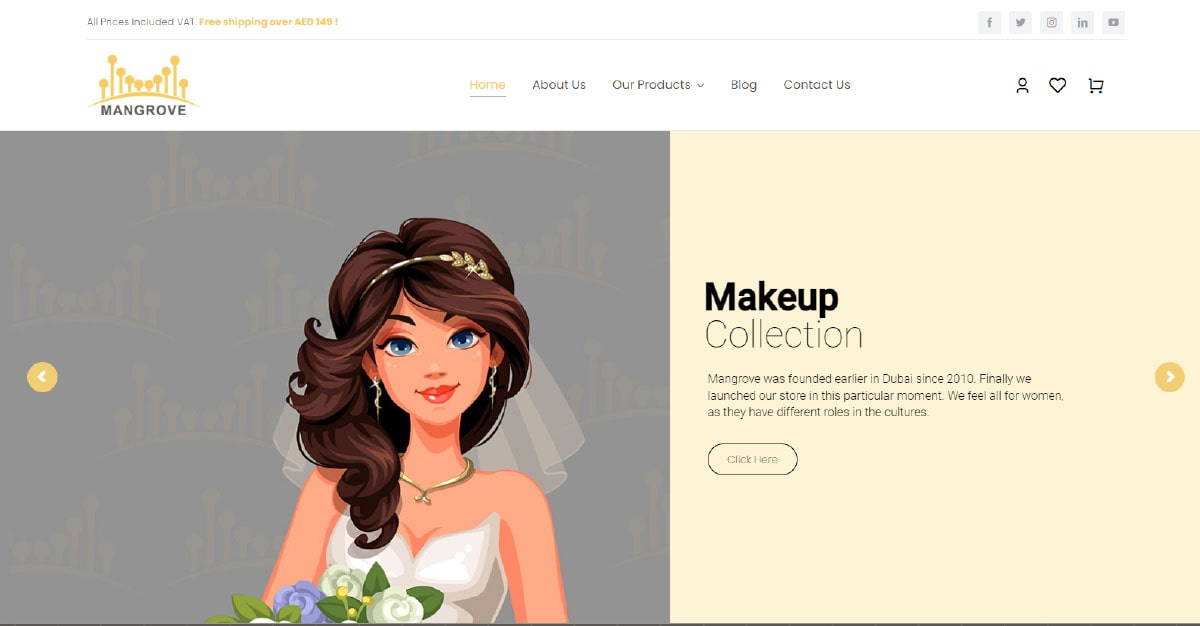 All Prices Included VAT. Free shipping over AED 149 !
MANGROVE
Home About Us Our Products Blog Contact Us
Makeup
Collection
Mangrove was founded earlier in Dubai since 2010. Finally we
launched our store in this particular moment. We feel all for women,
as they have different roles in the cultures.
Click Here